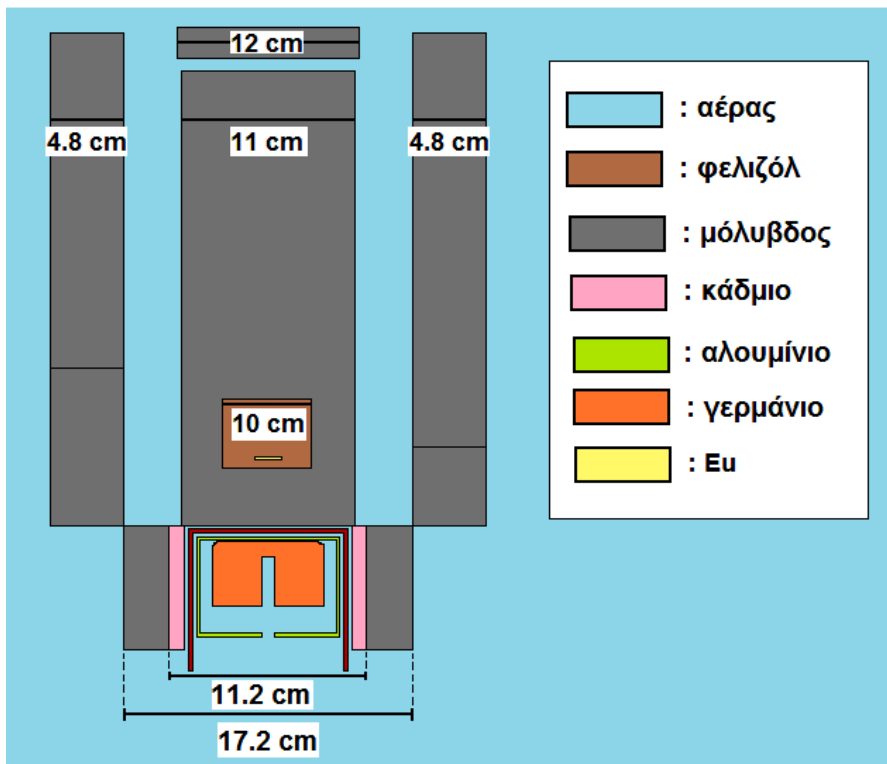 12 cm
4.8 cm
11 cm
4.8 cm
10 cm
11.2 cm
17.2 cm
: αέρας
: φελιζόλ
: μόλυβδος
: κάδμιο
: αλουμίνιο
: γερμάνιο
: Eu